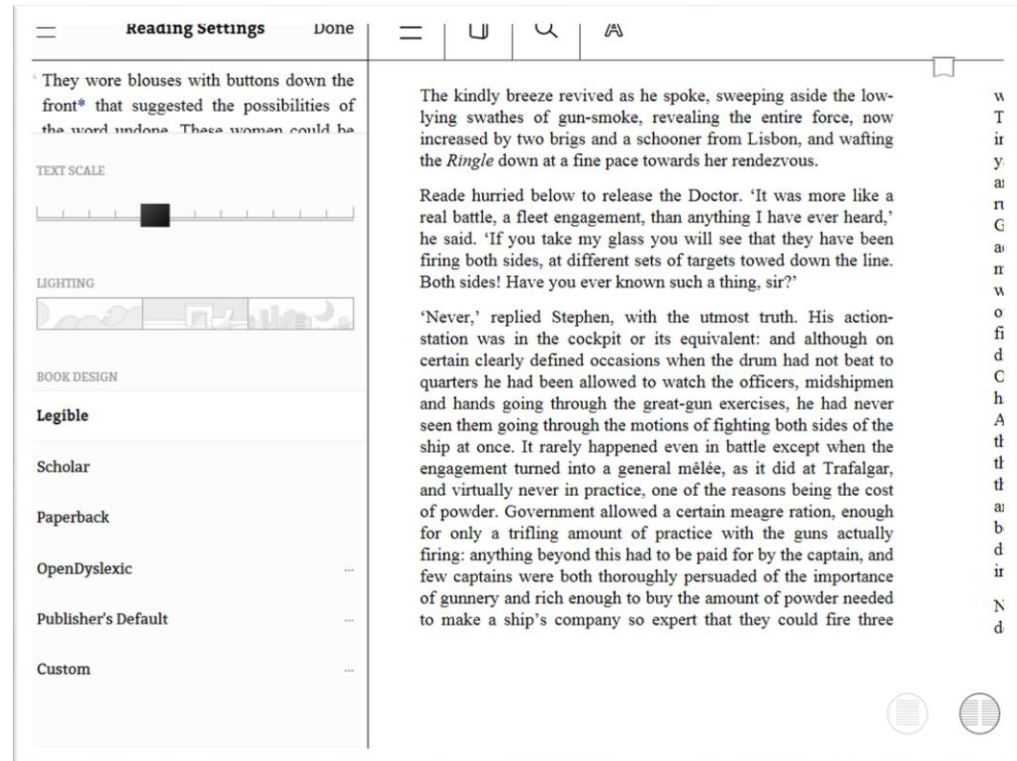 Reading Settings
Done
They wore blouses with buttons down the
front* that suggested the possibilities of
the word undone. These women could be
TEXT SCALE
LIGHTING
BOOK DESIGN
Legible
Scholar
Paperback
OpenDyslexic ...
Publisher's Default ...
Custom ...
A
The kindly breeze revived as he spoke, sweeping aside the low-
lying swathes of gun-smoke, revealing the entire force, now
increased by two brigs and a schooner from Lisbon, and wafting
the Ringle down at a fine pace towards her rendezvous.
Reade hurried below to release the Doctor. ‘It was more like a
real battle, a fleet engagement, than anything I have ever heard,’
he said. ‘If you take my glass you will see that they have been
firing both sides, at different sets of targets towed down the line.
Both sides! Have you ever known such a thing, sir?’
‘Never,’ replied Stephen, with the utmost truth. His action-
station was in the cockpit or its equivalent: and although on
certain clearly defined occasions when the drum had not beat to
quarters he had been allowed to watch the officers, midshipmen
and hands going through the great-gun exercises, he had never
seen them going through the motions of fighting both sides of the
ship at once. It rarely happened even in battle except when the
engagement turned into a general mêlée, as it did at Trafalgar,
and virtually never in practice, one of the reasons being the cost
of powder. Government allowed a certain meagre ration, enough
for only a trifling amount of practice with the guns actually
firing: anything beyond this had to be paid for by the captain, and
few captains were both thoroughly persuaded of the importance
of gunnery and rich enough to buy the amount of powder needed
to make a ship’s company so expert that they could fire three